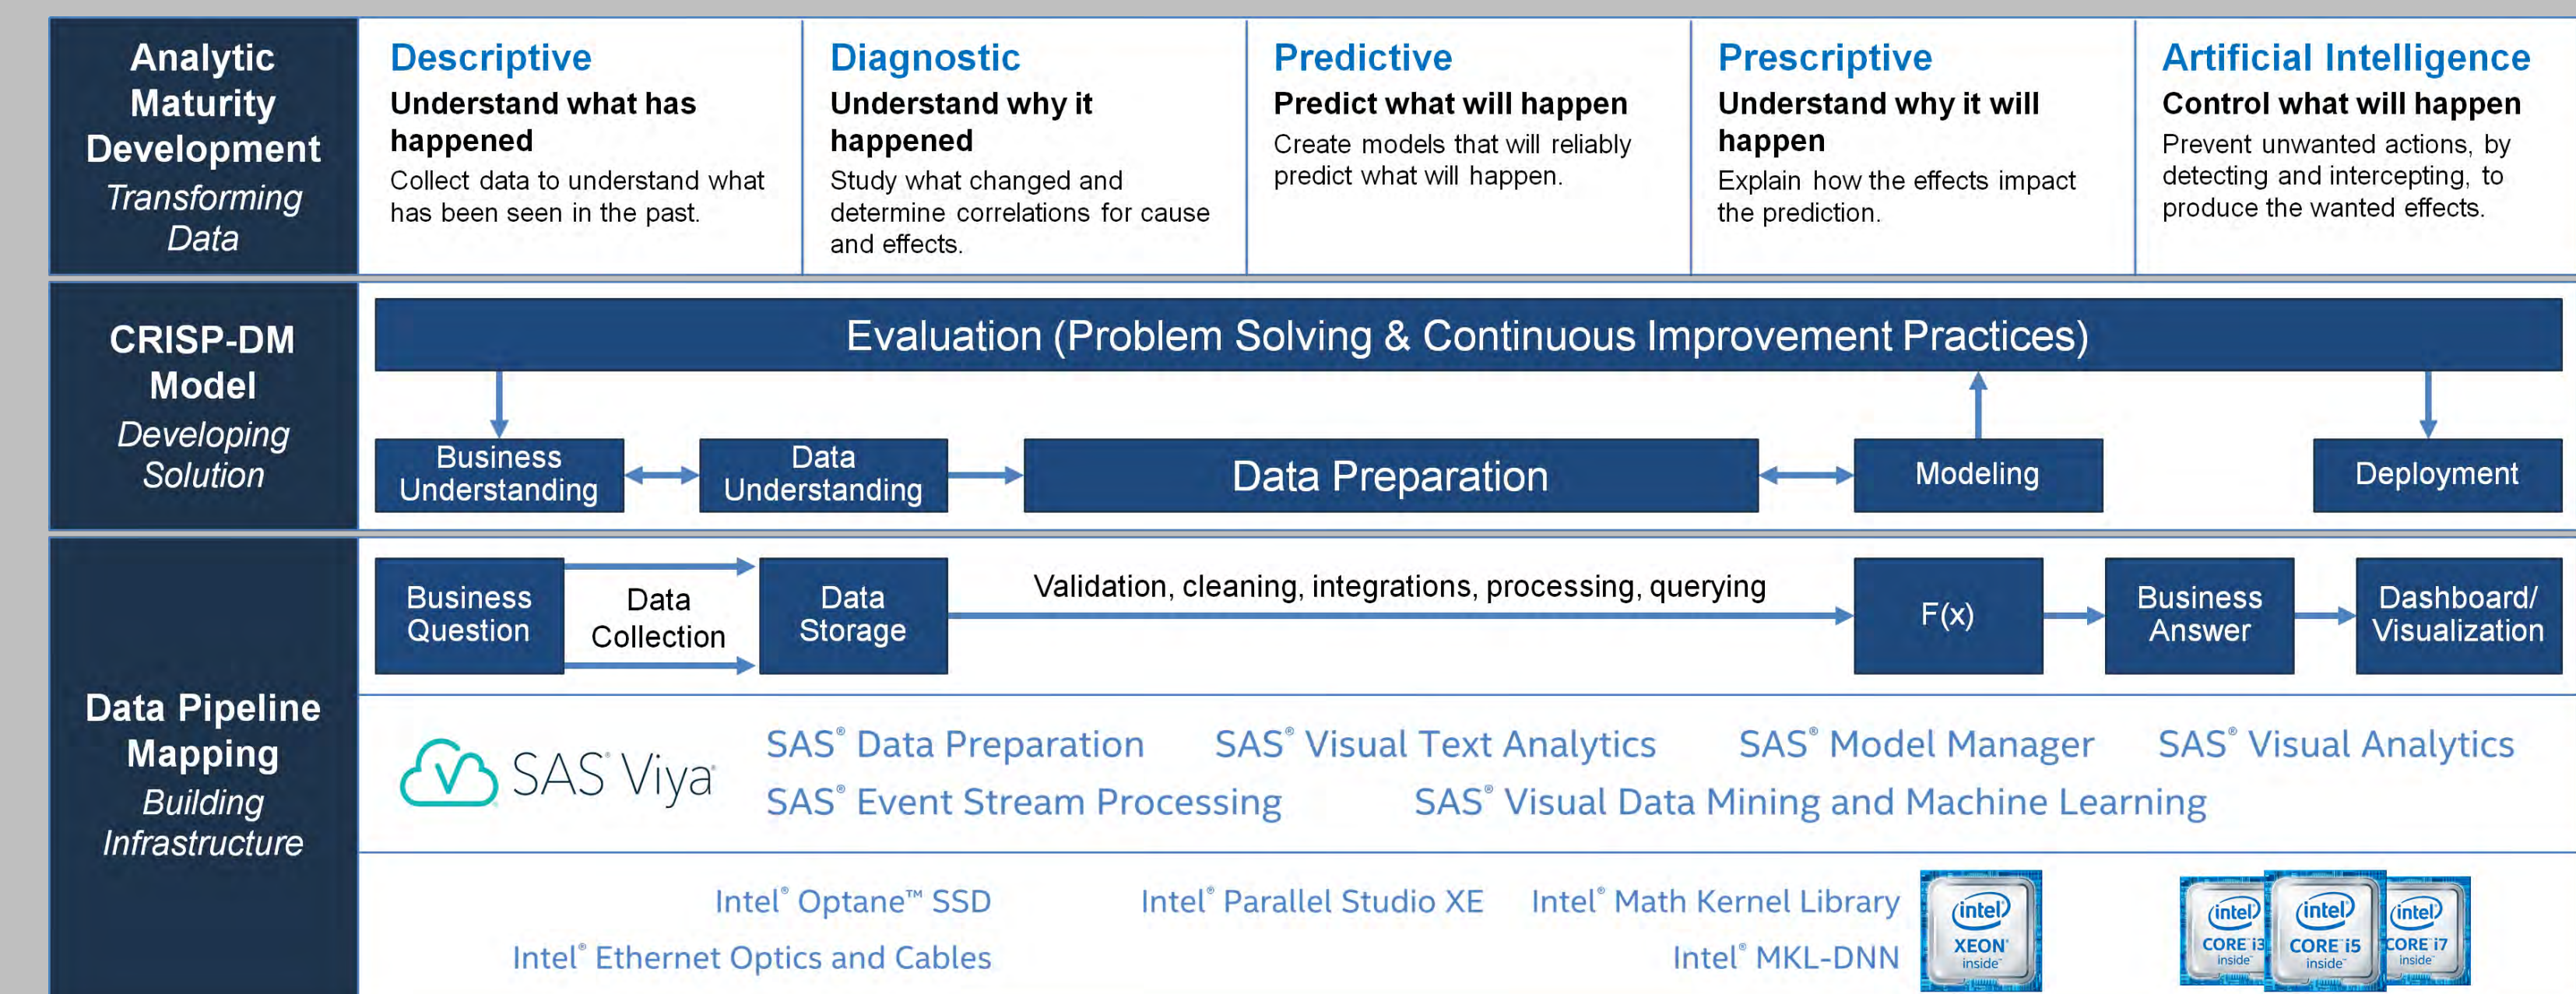 Analytic
Maturity
Development
Transforming
Data
Descriptive
Understand what has
happened
Collect data to understand what
has been seen in the past.
Diagnostic
Understand why it
happened
Study what changed and
determine correlations for cause
and effects.
Predictive
Predict what will happen
Create models that will reliably
predict what will happen.
Prescriptive
Understand why it will
happen
Explain how the effects impact
the prediction.
Artificial Intelligence
Control what will happen
Prevent unwanted actions, by
detecting and intercepting, to
produce the wanted effects.
CRISP-DM
Model
Developing
Solution
Evaluation (Problem Solving & Continuous Improvement Practices)
Business
Understanding
Data
Understanding
Data Preparation
Modeling
Deployment
Data Pipeline
Mapping
Building
Infrastructure
Business
Question
Data
Collection
Data
Storage
Validation, cleaning, integrations, processing, querying
F(x)
Business
Answer
Dashboard/
Visualization
SAS® Viya®
SAS® Data Preparation
SAS® Visual Text Analytics
SAS® Model Manager
SAS® Visual Analytics
SAS® Event Stream Processing
SAS® Visual Data Mining and Machine Learning
Intel® Optane™ SSD
Intel® Parallel Studio XE
Intel® Math Kernel Library
Intel® Ethernet Optics and Cables
Intel® MKL-DNN
intel®
XEON®
inside™
intel®
CORE™ i3
inside™
intel®
CORE™ i5
inside™
intel®
CORE™ i7
inside™